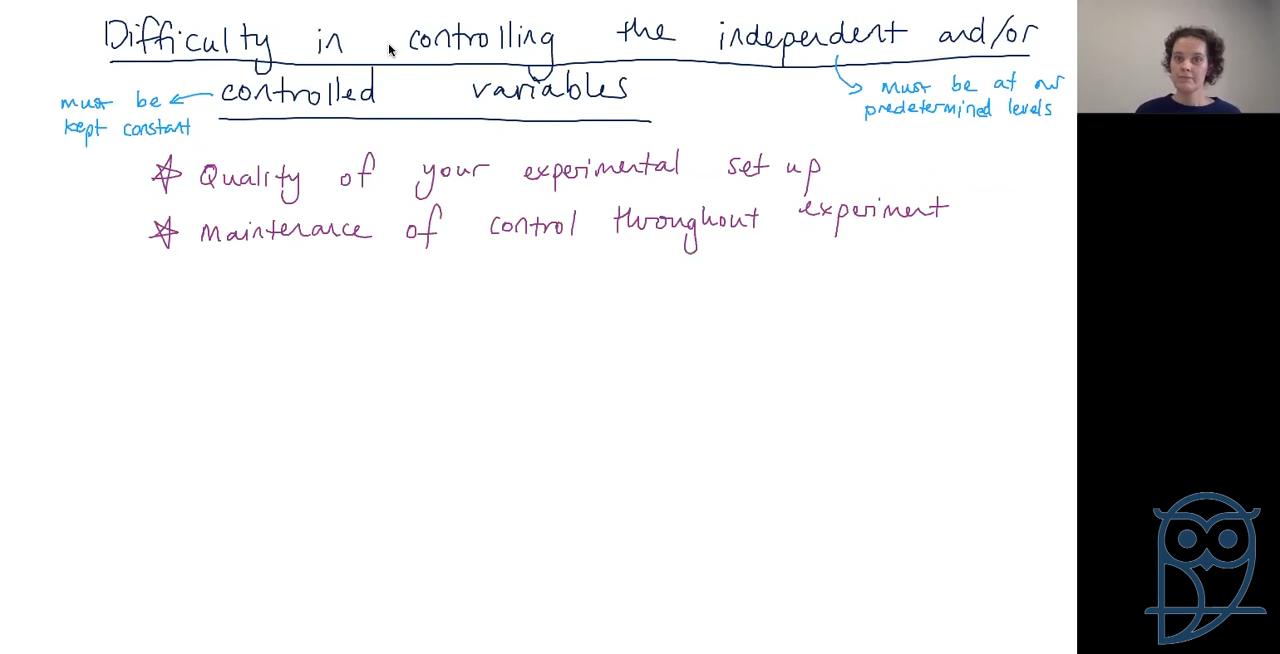 Difficulty in controlling the independent and/or
controlled variables
must be at our
predetermined levels
must be
kept constant
Quality of your experimental set up
Maintenance of control throughout experiment